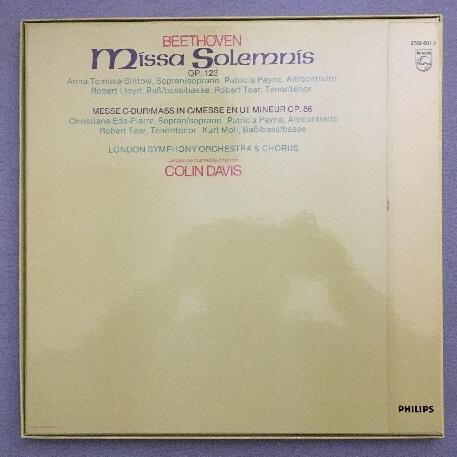 BEETHOVEN
Missa Solemnis
OP. 123
Anna Tomova-Sintow, Sopran/soprano Patricia Payne, Alt/contralto
Robert Lloyd, Baß/bass/basse Robert Tear, Tenor/ténor
MESSE C-DUR/MASS IN C/MESSE EN UT MINEUR OP. 86
Christiane Eda-Pierre, Sopran/soprano Patricia Payne, Alt/contralto
Robert Tear, Tenor/ténor Kurt Moll, Baß/bass/basse
LONDON SYMPHONY ORCHESTRA & CHORUS
COLIN DAVIS
6769 001
PHILIPS
PHILIPS